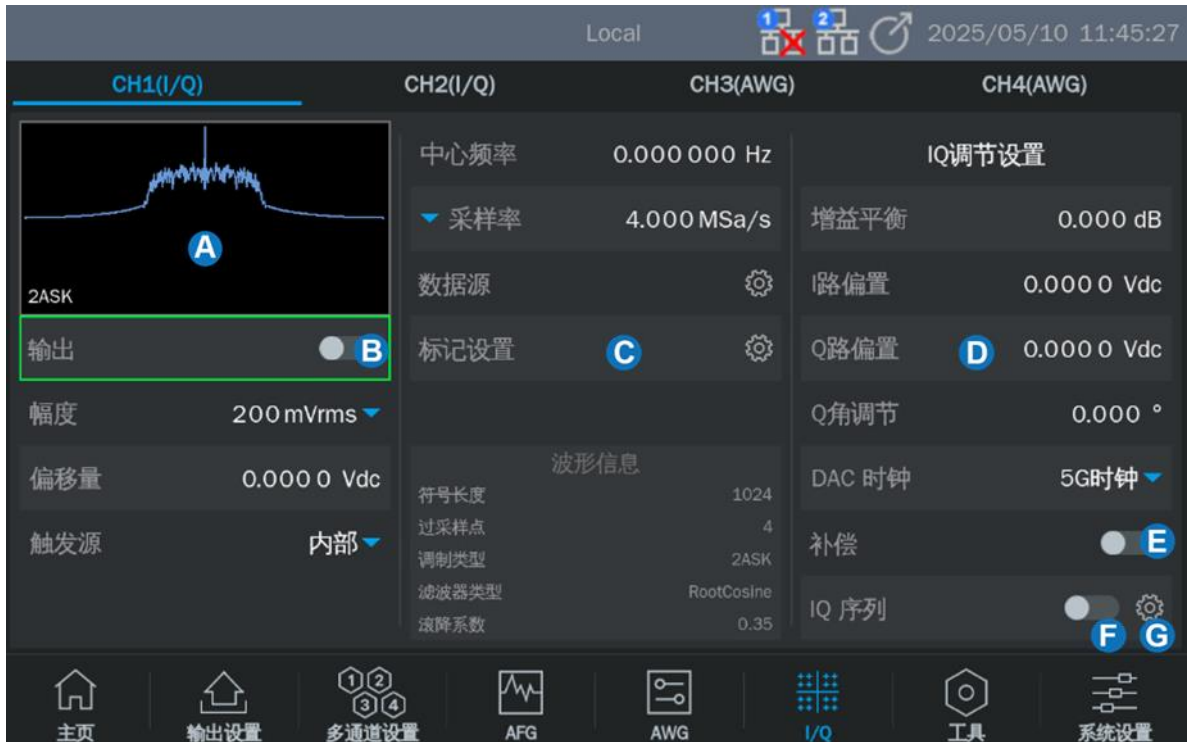 Local 1 2 2025/05/10 11:45:27
CH1(I/Q) CH2(I/Q) CH3(AWG) CH4(AWG)
A
2ASK
输出 B
幅度 200 mVrms
偏移量 0.000 0 Vdc
触发源 内部
中心频率 0.000 000 Hz
采样率 4.000 MSa/s
数据源
标记设置 C
波形信息
符号长度 1024
过采样点 4
调制类型 2ASK
滤波器类型 RootCosine
滚降系数 0.35
IQ调节设置
增益平衡 0.000 dB
I路偏置 0.000 0 Vdc
Q路偏置 D 0.000 0 Vdc
Q角调节 0.000 °
DAC 时钟 5G时钟
补偿 E
IQ 序列 F G
1 2 3 4
主页 输出设置 多通道设置 AFG AWG I/Q 工具 系统设置